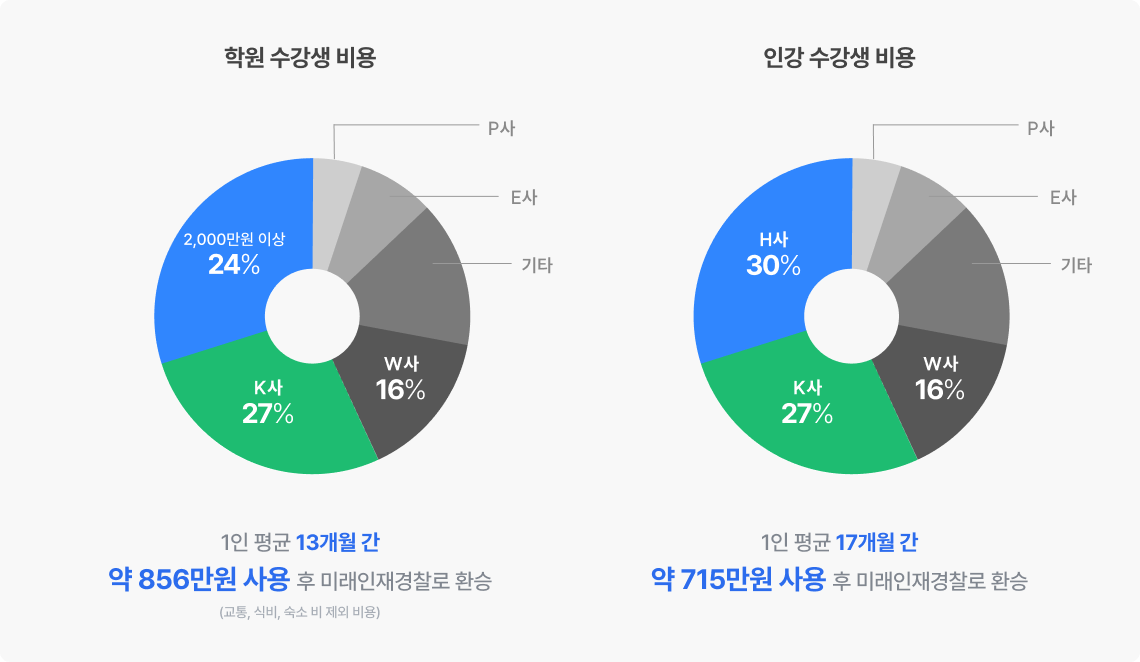 학원 수강생 비용
P사
E사
기타
2,000만원 이상
24%
W사
16%
K사
27%
1인 평균 13개월 간
약 856만원 사용 후 미래인재경찰로 환승
(교통, 식비, 숙소 비 제외 비용)
인강 수강생 비용
P사
E사
기타
H사
30%
W사
16%
K사
27%
1인 평균 17개월 간
약 715만원 사용 후 미래인재경찰로 환승